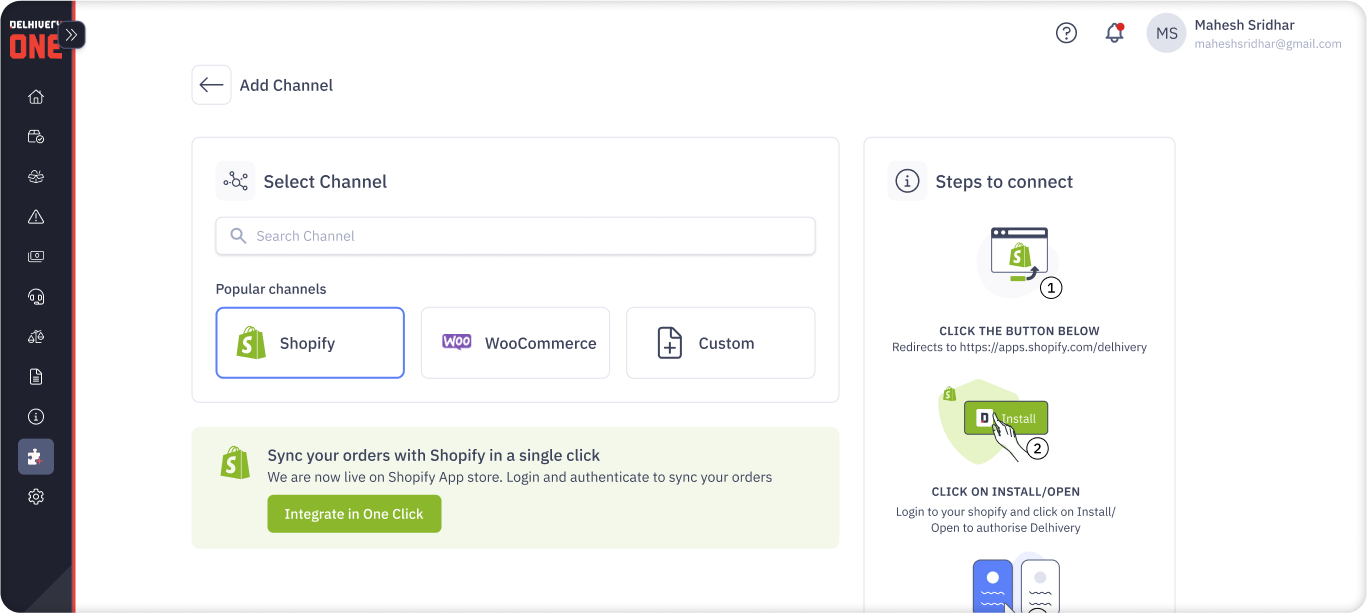 DELHIVERY
ONE
Mahesh Sridhar
MS
maheshsridhar@gmail.com
Add Channel
Select Channel
Search Channel
Popular channels
Shopify
WOO
WooCommerce
Custom
Sync your orders with Shopify in a single click
We are now live on Shopify App store. Login and authenticate to sync your orders
Integrate in One Click
Steps to connect
1
CLICK THE BUTTON BELOW
Redirects to https://apps.shopify.com/delhivery
D Install
2
CLICK ON INSTALL/OPEN
Login to your shopify and click on Install/
Open to authorise Delhivery